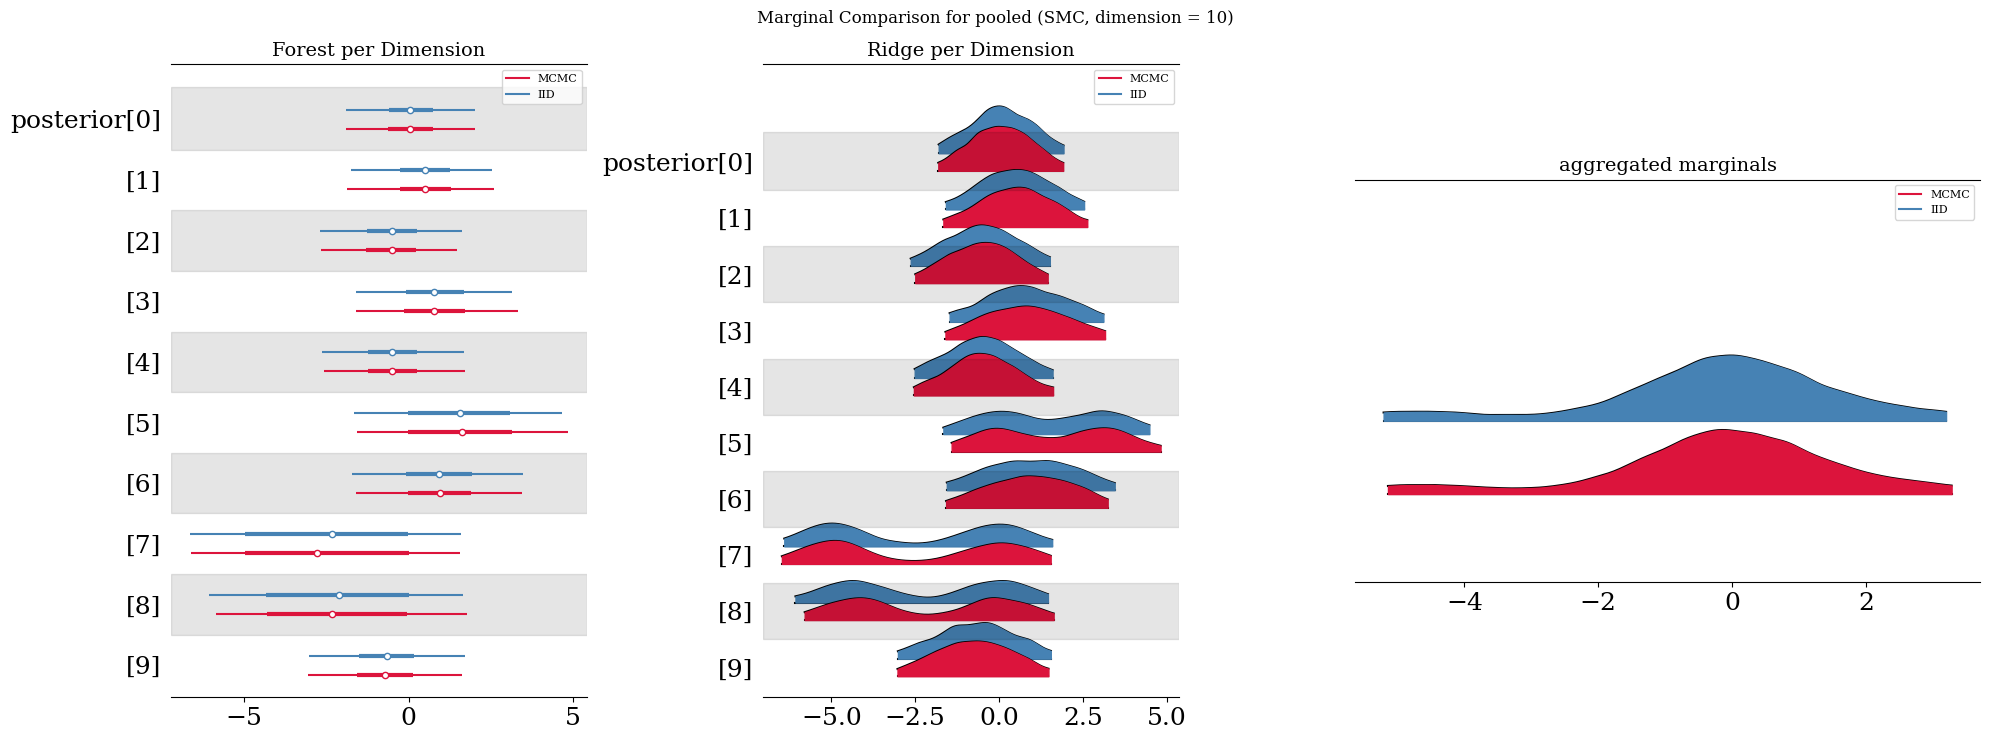 Marginal Comparison for pooled (SMC, dimension = 10)
Forest per Dimension
MCMC
IID
posterior[0]
[1]
[2]
[3]
[4]
[5]
[6]
[7]
[8]
[9]
−5 0 5
Ridge per Dimension
MCMC
IID
posterior[0]
[1]
[2]
[3]
[4]
[5]
[6]
[7]
[8]
[9]
−5.0 −2.5 0.0 2.5 5.0
aggregated marginals
MCMC
IID
−4 −2 0 2